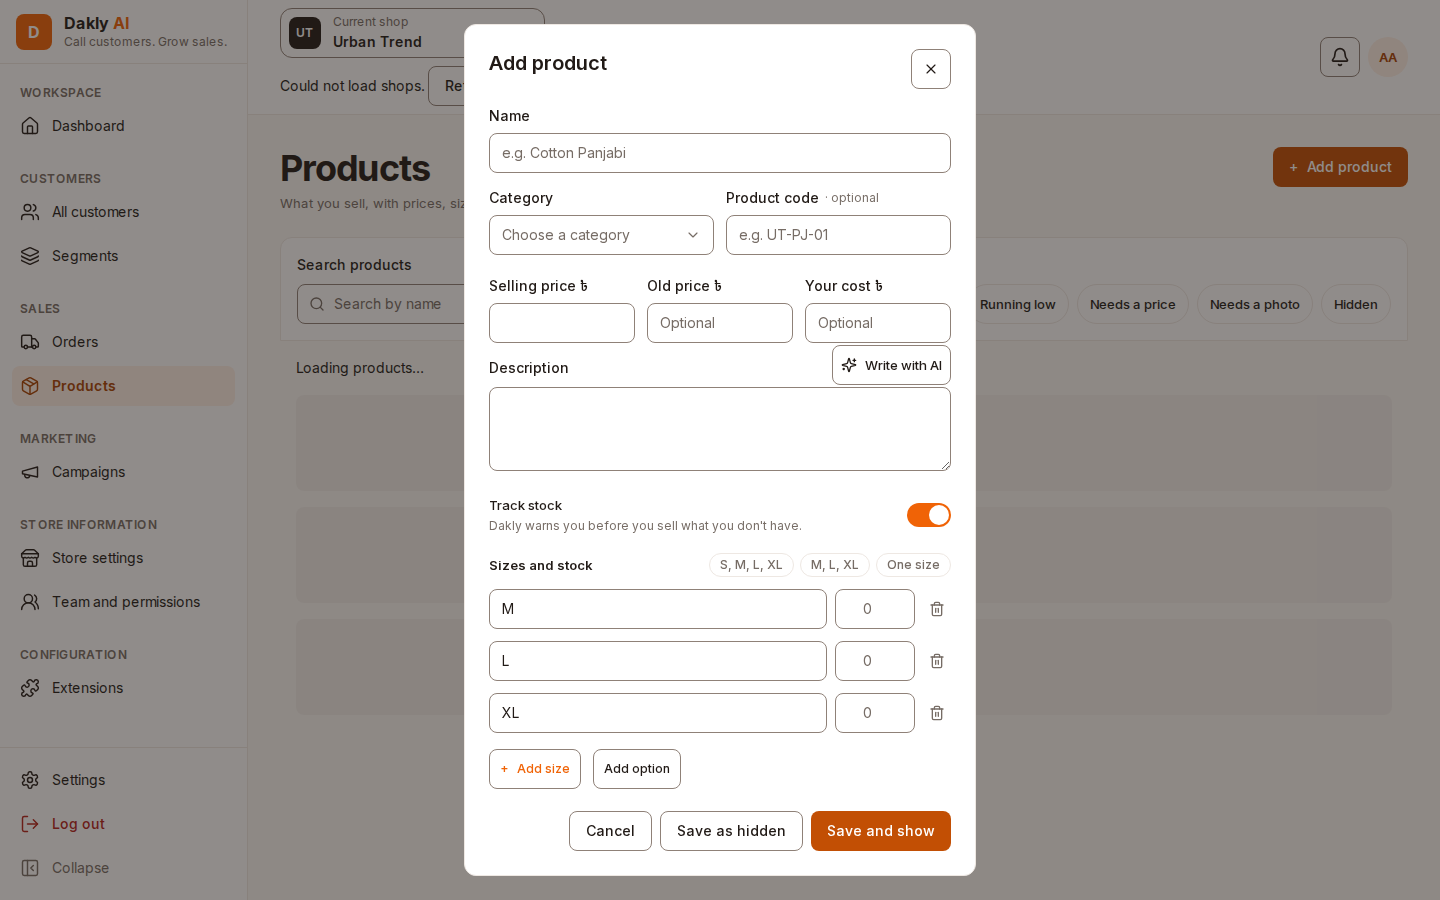 D
Dakly AI
Call customers. Grow sales.
WORKSPACE
Dashboard
CUSTOMERS
All customers
Segments
SALES
Orders
Products
MARKETING
Campaigns
STORE INFORMATION
Store settings
Team and permissions
CONFIGURATION
Extensions
Settings
Log out
Collapse
UT
Current shop
Urban Trend
Could not load shops.
AA
Products
+ Add product
What you sell, with prices,
Search products
Search by name
Running low
Needs a price
Needs a photo
Hidden
Loading products...
Add product
Name
e.g. Cotton Panjabi
Category
Product code · optional
Choose a category
e.g. UT-PJ-01
Selling price ৳
Old price ৳
Your cost ৳
Optional
Optional
Description
Write with AI
Track stock
Dakly warns you before you sell what you don't have.
Sizes and stock
S, M, L, XL
M, L, XL
One size
M
0
L
0
XL
0
+ Add size
Add option
Cancel
Save as hidden
Save and show